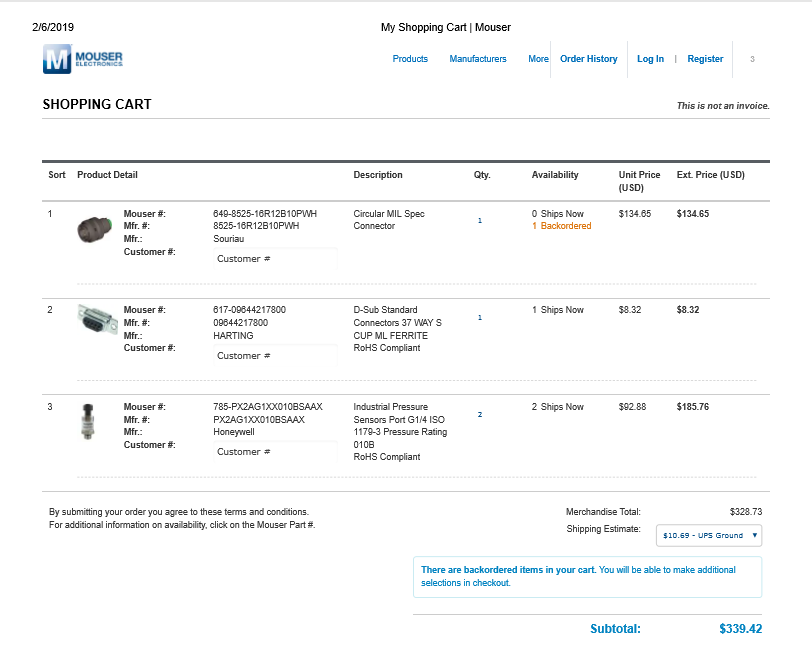 2/6/2019 My Shopping Cart | Mouser
MOUSER ELECTRONICS
Products Manufacturers More Order History Log In | Register 3
SHOPPING CART This is not an invoice.
Sort Product Detail Description Qty. Availability Unit Price (USD) Ext. Price (USD)
1 Mouser #: 649-8525-16R12B10PWH Circular MIL Spec 1 0 Ships Now $134.65 $134.65
Mfr. #: 8525-16R12B10PWH Connector 1 Backordered
Mfr.: Souriau
Customer #: Customer #
2 Mouser #: 617-09644217800 D-Sub Standard 1 1 Ships Now $8.32 $8.32
Mfr. #: 09644217800 Connectors 37 WAY S
Mfr.: HARTING CUP ML FERRITE
Customer #: Customer # RoHS Compliant
3 Mouser #: 785-PX2AG1XX010BSAAX Industrial Pressure 2 2 Ships Now $92.88 $185.76
Mfr. #: PX2AG1XX010BSAAX Sensors Port G1/4 ISO
Mfr.: Honeywell 1179-3 Pressure Rating
Customer #: Customer # 010B
RoHS Compliant
By submitting your order you agree to these terms and conditions. Merchandise Total: $328.73
For additional information on availability, click on the Mouser Part #. Shipping Estimate: $10.69 - UPS Ground
There are backordered items in your cart. You will be able to make additional
selections in checkout.
Subtotal: $339.42